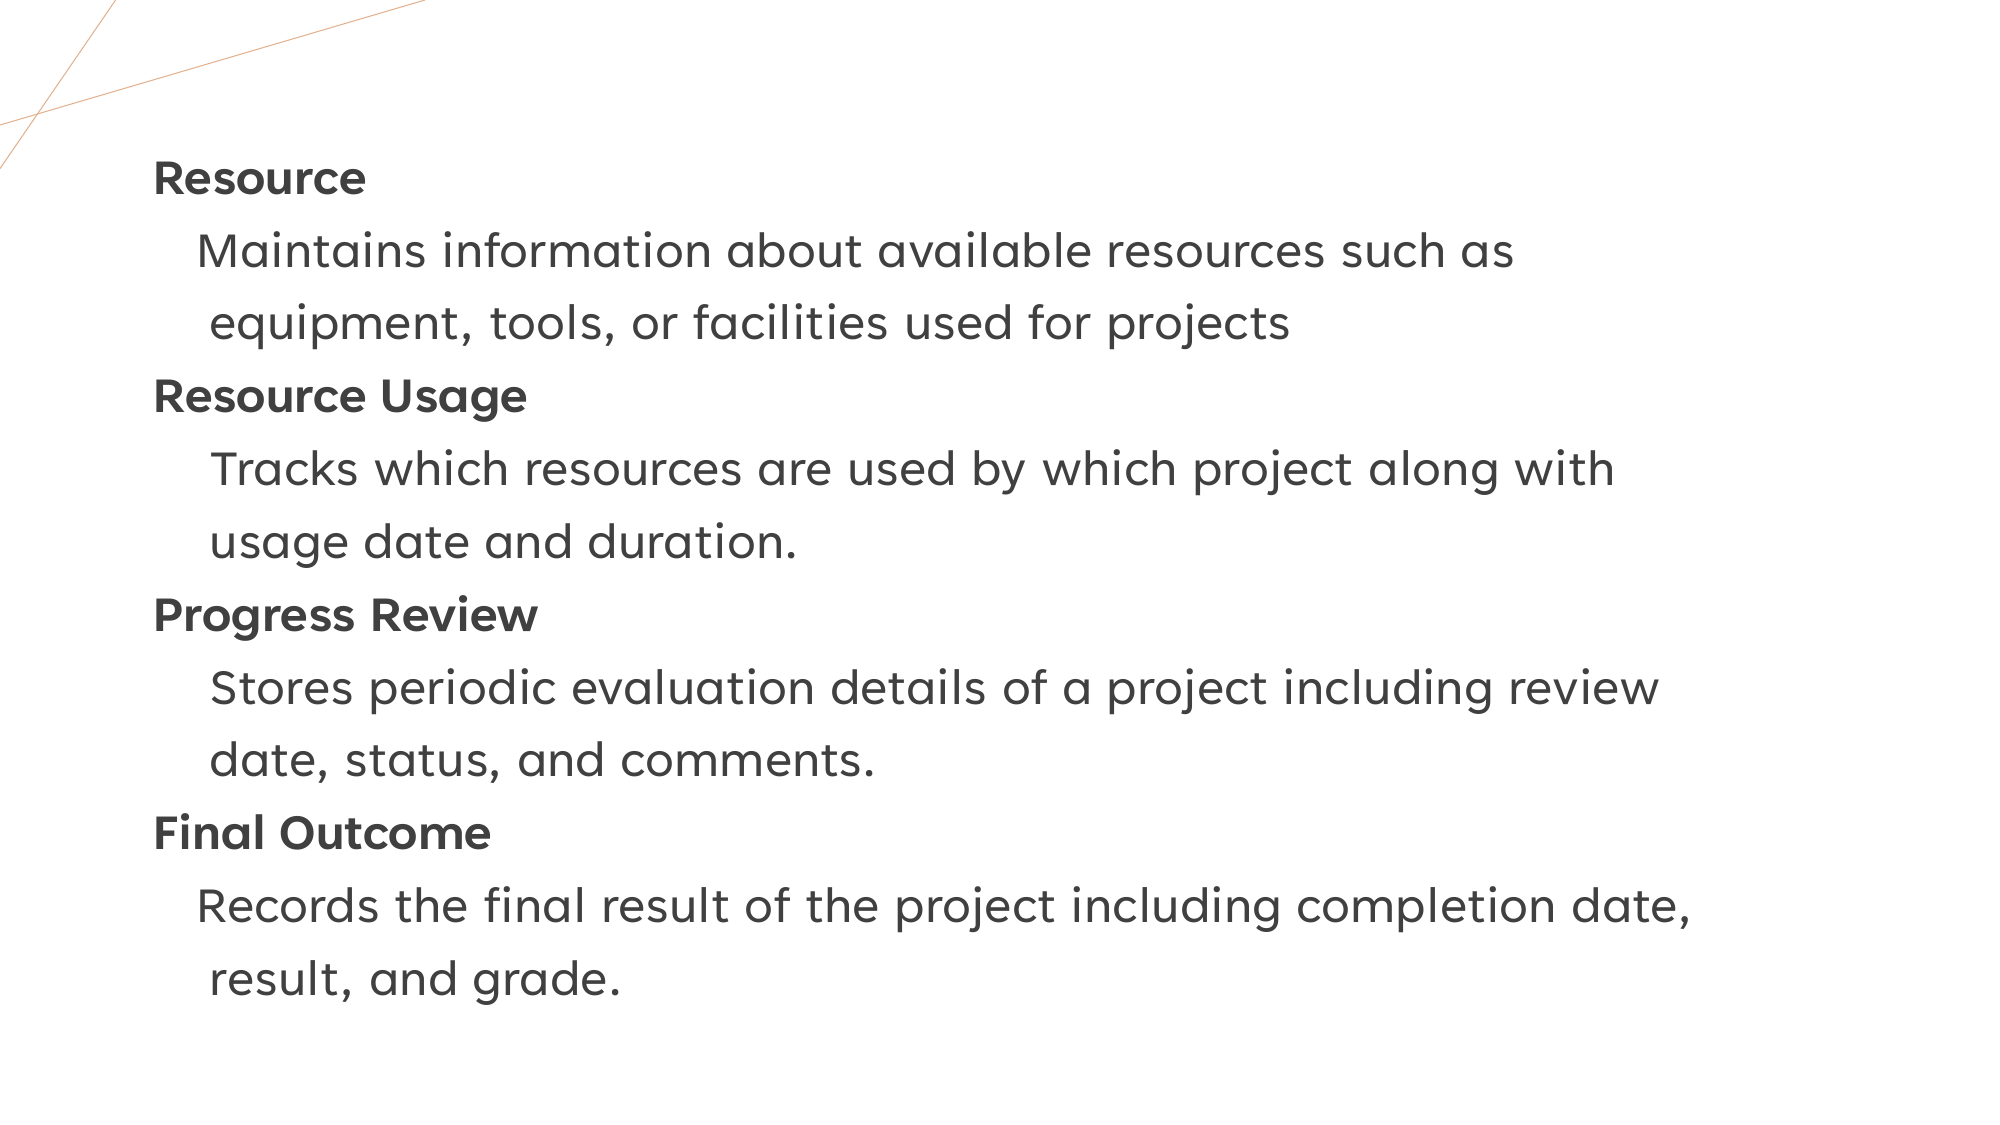 Resource
Maintains information about available resources such as
equipment, tools, or facilities used for projects
Resource Usage
Tracks which resources are used by which project along with
usage date and duration.
Progress Review
Stores periodic evaluation details of a project including review
date, status, and comments.
Final Outcome
Records the final result of the project including completion date,
result, and grade.